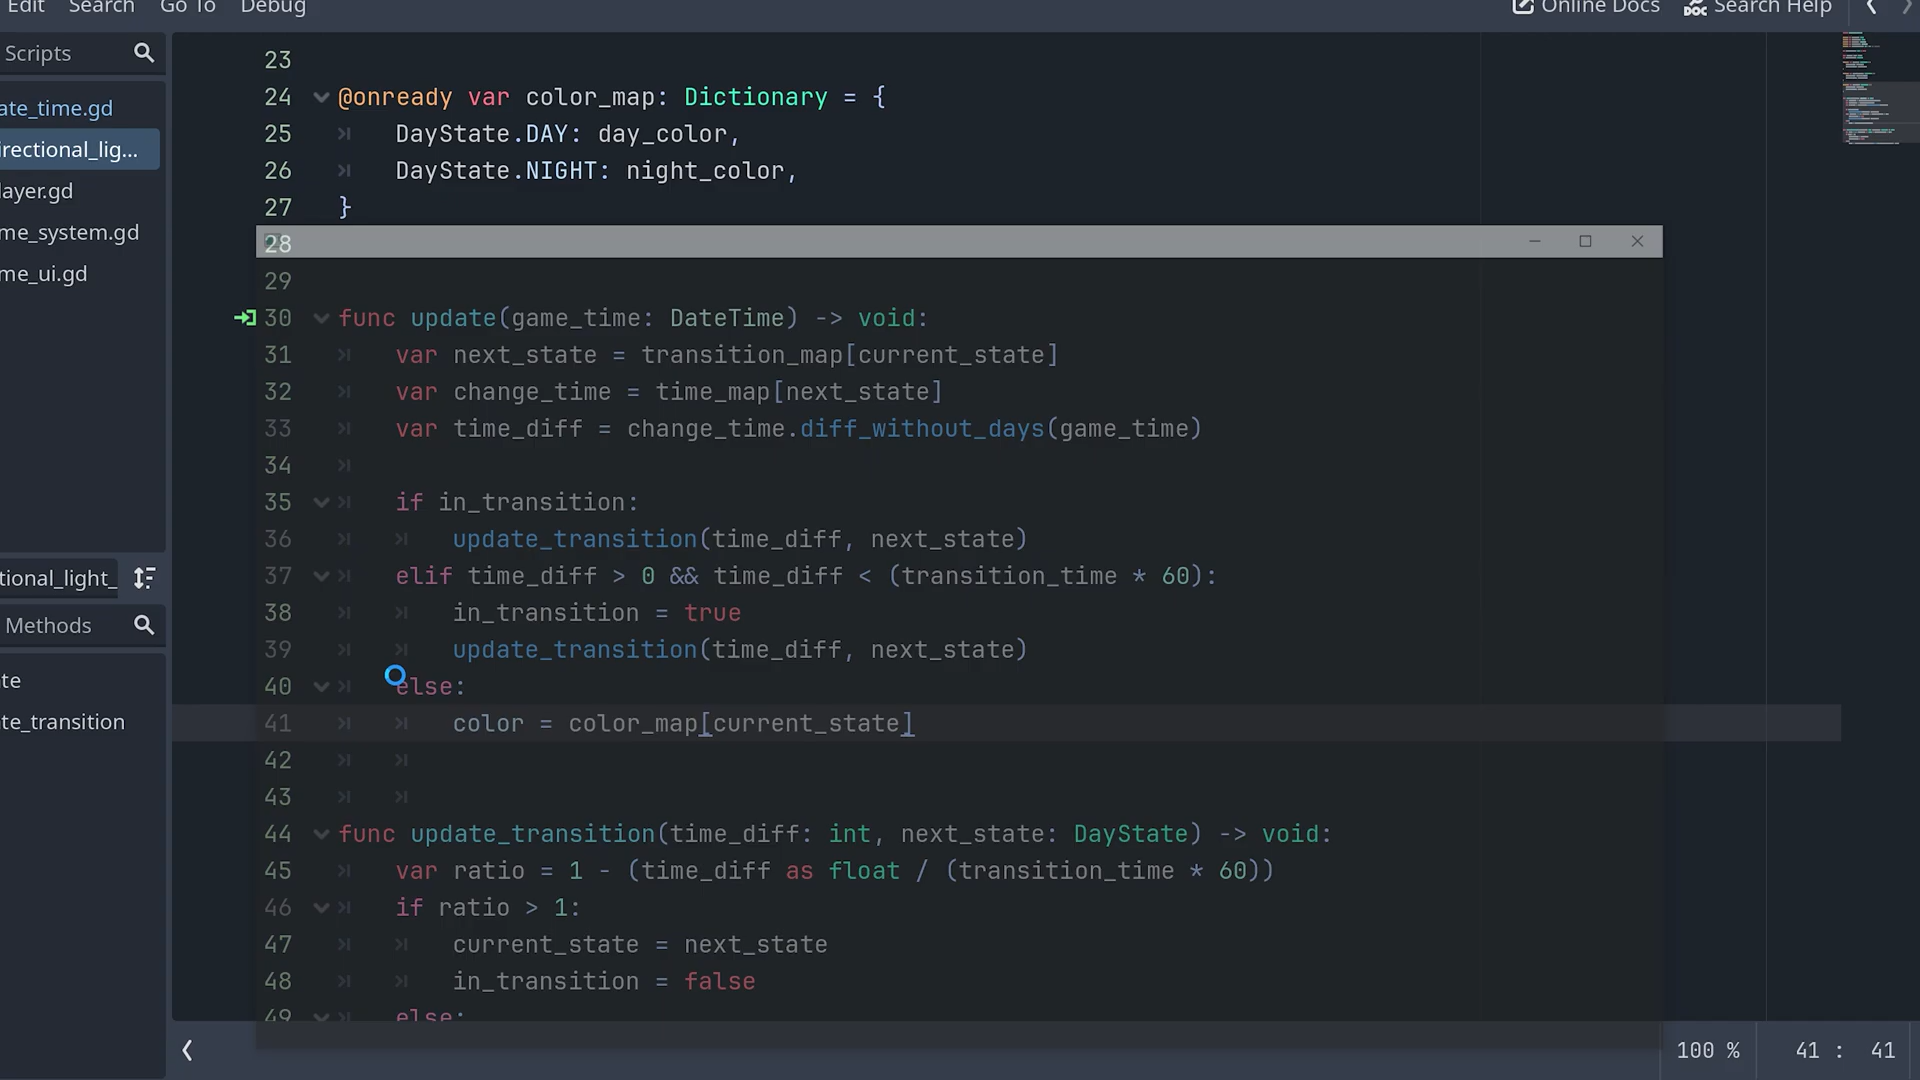 Edit Search Go To Debug
Online Docs Search Help
Scripts
ate_time.gd
irectional_lig...
layer.gd
me_system.gd
me_ui.gd
tional_light_
Methods
te
te_transition
23
24 @onready var color_map: Dictionary = {
25 DayState.DAY: day_color,
26 DayState.NIGHT: night_color,
27 }
28
29
30 func update(game_time: DateTime) -> void:
31 var next_state = transition_map[current_state]
32 var change_time = time_map[next_state]
33 var time_diff = change_time.diff_without_days(game_time)
34
35 if in_transition:
36 update_transition(time_diff, next_state)
37 elif time_diff > 0 && time_diff < (transition_time * 60):
38 in_transition = true
39 update_transition(time_diff, next_state)
40 else:
41 color = color_map[current_state]
42
43
44 func update_transition(time_diff: int, next_state: DayState) -> void:
45 var ratio = 1 - (time_diff as float / (transition_time * 60))
46 if ratio > 1:
47 current_state = next_state
48 in_transition = false
49 else:
100 % 41 : 41